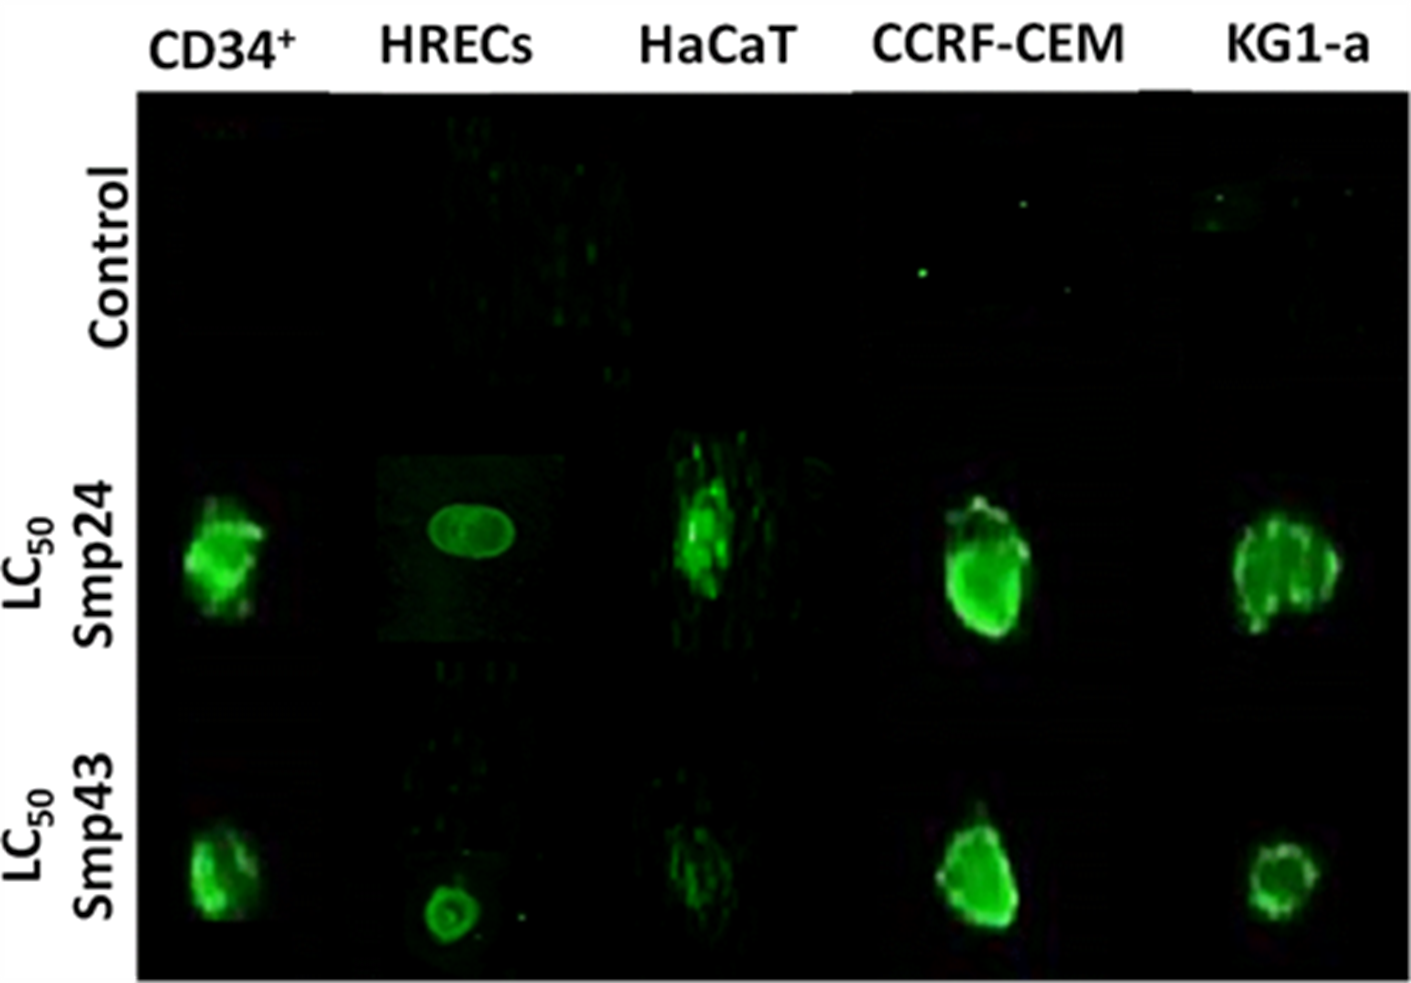 CD34⁺ HRECs HaCaT CCRF-CEM KG1-a
Control
LC₅₀
Smp24
LC₅₀
Smp43